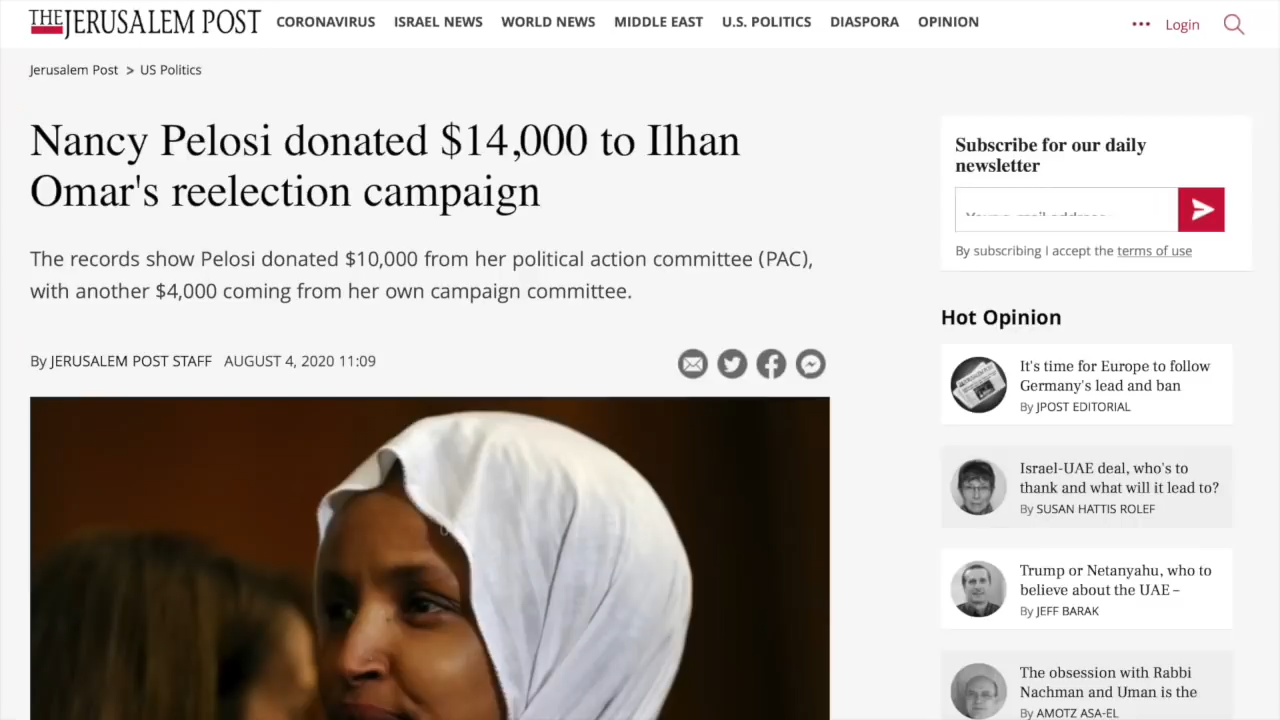 THE JERUSALEM POST
CORONAVIRUS ISRAEL NEWS WORLD NEWS MIDDLE EAST U.S. POLITICS DIASPORA OPINION
Login
Jerusalem Post > US Politics
Nancy Pelosi donated $14,000 to Ilhan
Omar's reelection campaign
The records show Pelosi donated $10,000 from her political action committee (PAC),
with another $4,000 coming from her own campaign committee.
By JERUSALEM POST STAFF AUGUST 4, 2020 11:09
Subscribe for our daily
newsletter
By subscribing I accept the terms of use
Hot Opinion
It's time for Europe to follow
Germany's lead and ban
By JPOST EDITORIAL
Israel-UAE deal, who's to
thank and what will it lead to?
By SUSAN HATTIS ROLEF
Trump or Netanyahu, who to
believe about the UAE –
By JEFF BARAK
The obsession with Rabbi
Nachman and Uman is the
By AMOTZ ASA-EL